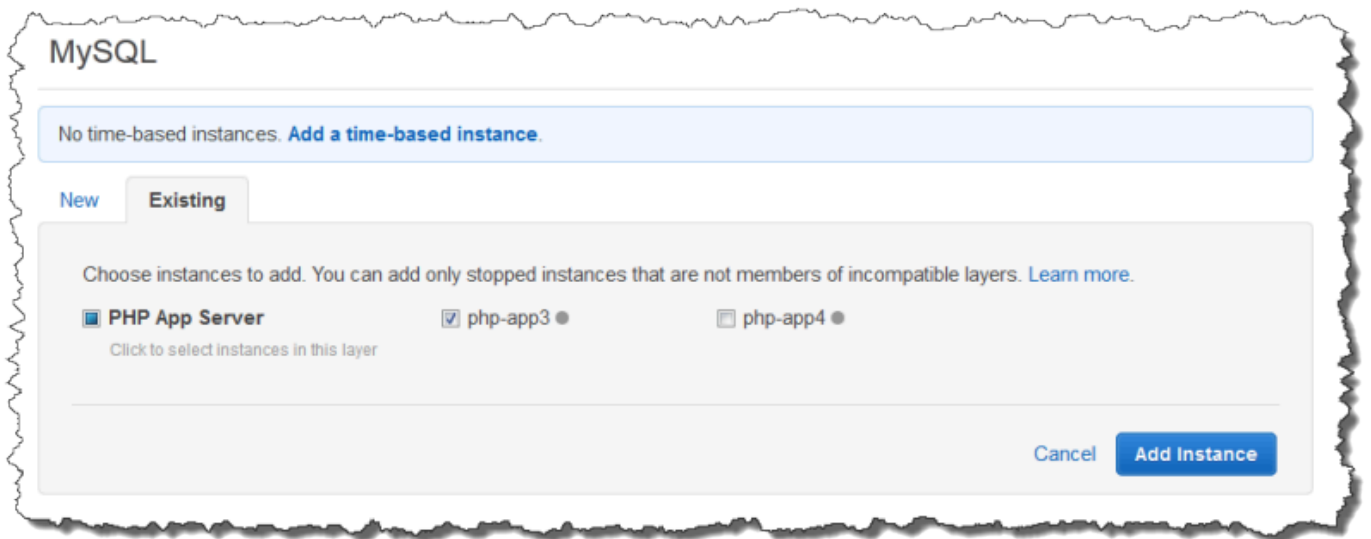 MySQL
No time-based instances. Add a time-based instance.
New Existing
Choose instances to add. You can add only stopped instances that are not members of incompatible layers. Learn more.
PHP App Server php-app3 php-app4
Click to select instances in this layer
Cancel Add Instance